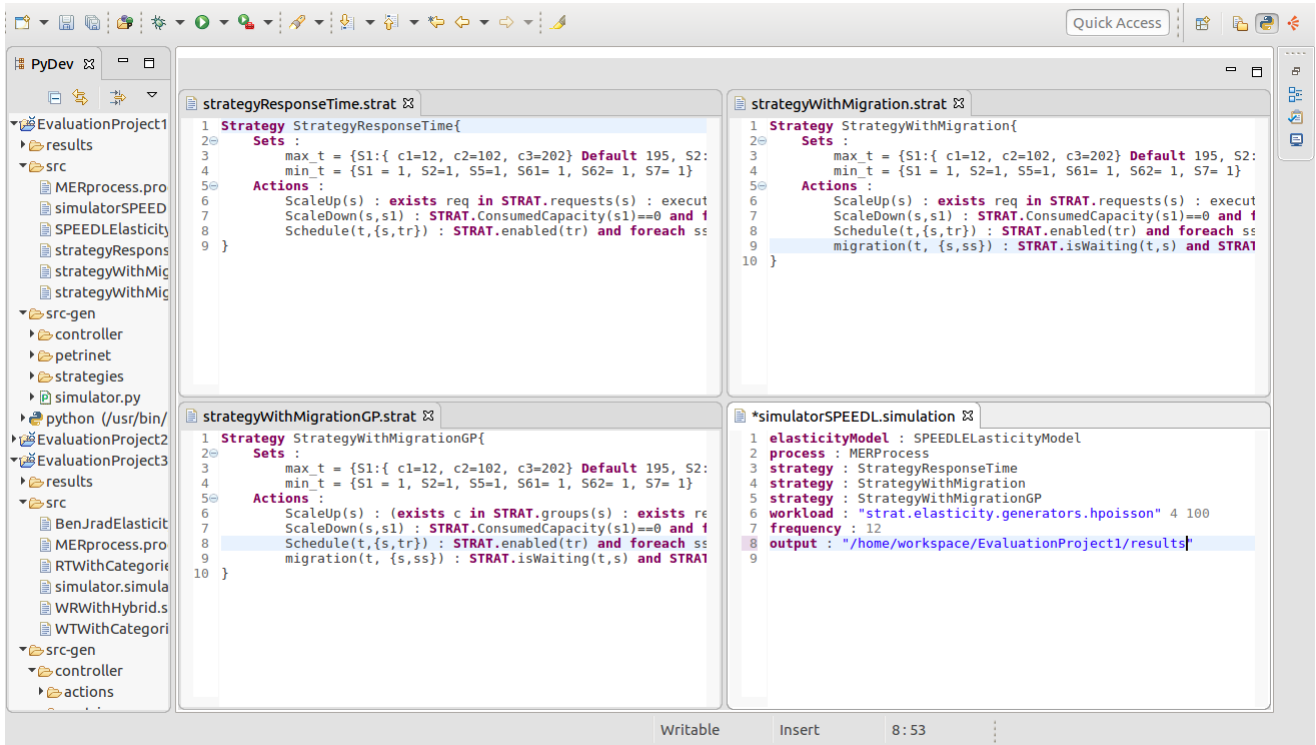 Quick Access
PyDev
EvaluationProject1
results
src
MERprocess.pro
simulatorSPEED
SPEEDLElasticity
strategyRespons
strategyWithMig
strategyWithMig
src-gen
controller
petrinet
strategies
simulator.py
python (/usr/bin/
EvaluationProject2
EvaluationProject3
results
src
BenJradElasticit
MERprocess.pro
RTWithCategorie
simulator.simula
WRWithHybrid.s
WTWithCategori
src-gen
controller
actions
strategyResponseTime.strat
1 Strategy StrategyResponseTime{
2 Sets :
3 max_t = {S1:{ c1=12, c2=102, c3=202} Default 195, S2:
4 min_t = {S1 = 1, S2=1, S5=1, S61= 1, S62= 1, S7= 1}
5 Actions :
6 ScaleUp(s) : exists req in STRAT.requests(s) : execut
7 ScaleDown(s,s1) : STRAT.ConsumedCapacity(s1)==0 and f
8 Schedule(t,{s,tr}) : STRAT.enabled(tr) and foreach ss
9 }
strategyWithMigration.strat
1 Strategy StrategyWithMigration{
2 Sets :
3 max_t = {S1:{ c1=12, c2=102, c3=202} Default 195, S2:
4 min_t = {S1 = 1, S2=1, S5=1, S61= 1, S62= 1, S7= 1}
5 Actions :
6 ScaleUp(s) : exists req in STRAT.requests(s) : execut
7 ScaleDown(s,s1) : STRAT.ConsumedCapacity(s1)==0 and f
8 Schedule(t,{s,tr}) : STRAT.enabled(tr) and foreach ss
9 migration(t, {s,ss}) : STRAT.isWaiting(t,s) and STRAT
10 }
strategyWithMigrationGP.strat
1 Strategy StrategyWithMigrationGP{
2 Sets :
3 max_t = {S1:{ c1=12, c2=102, c3=202} Default 195, S2:
4 min_t = {S1 = 1, S2=1, S5=1, S61= 1, S62= 1, S7= 1}
5 Actions :
6 ScaleUp(s) : (exists c in STRAT.groups(s) : exists re
7 ScaleDown(s,s1) : STRAT.ConsumedCapacity(s1)==0 and f
8 Schedule(t,{s,tr}) : STRAT.enabled(tr) and foreach ss
9 migration(t, {s,ss}) : STRAT.isWaiting(t,s) and STRAT
10 }
*simulatorSPEEDL.simulation
1 elasticityModel : SPEEDLELasticityModel
2 process : MERProcess
3 strategy : StrategyResponseTime
4 strategy : StrategyWithMigration
5 strategy : StrategyWithMigrationGP
6 workload : "strat.elasticity.generators.hpoisson" 4 100
7 frequency : 12
8 output : "/home/workspace/EvaluationProject1/results"
9
Writable Insert 8:53